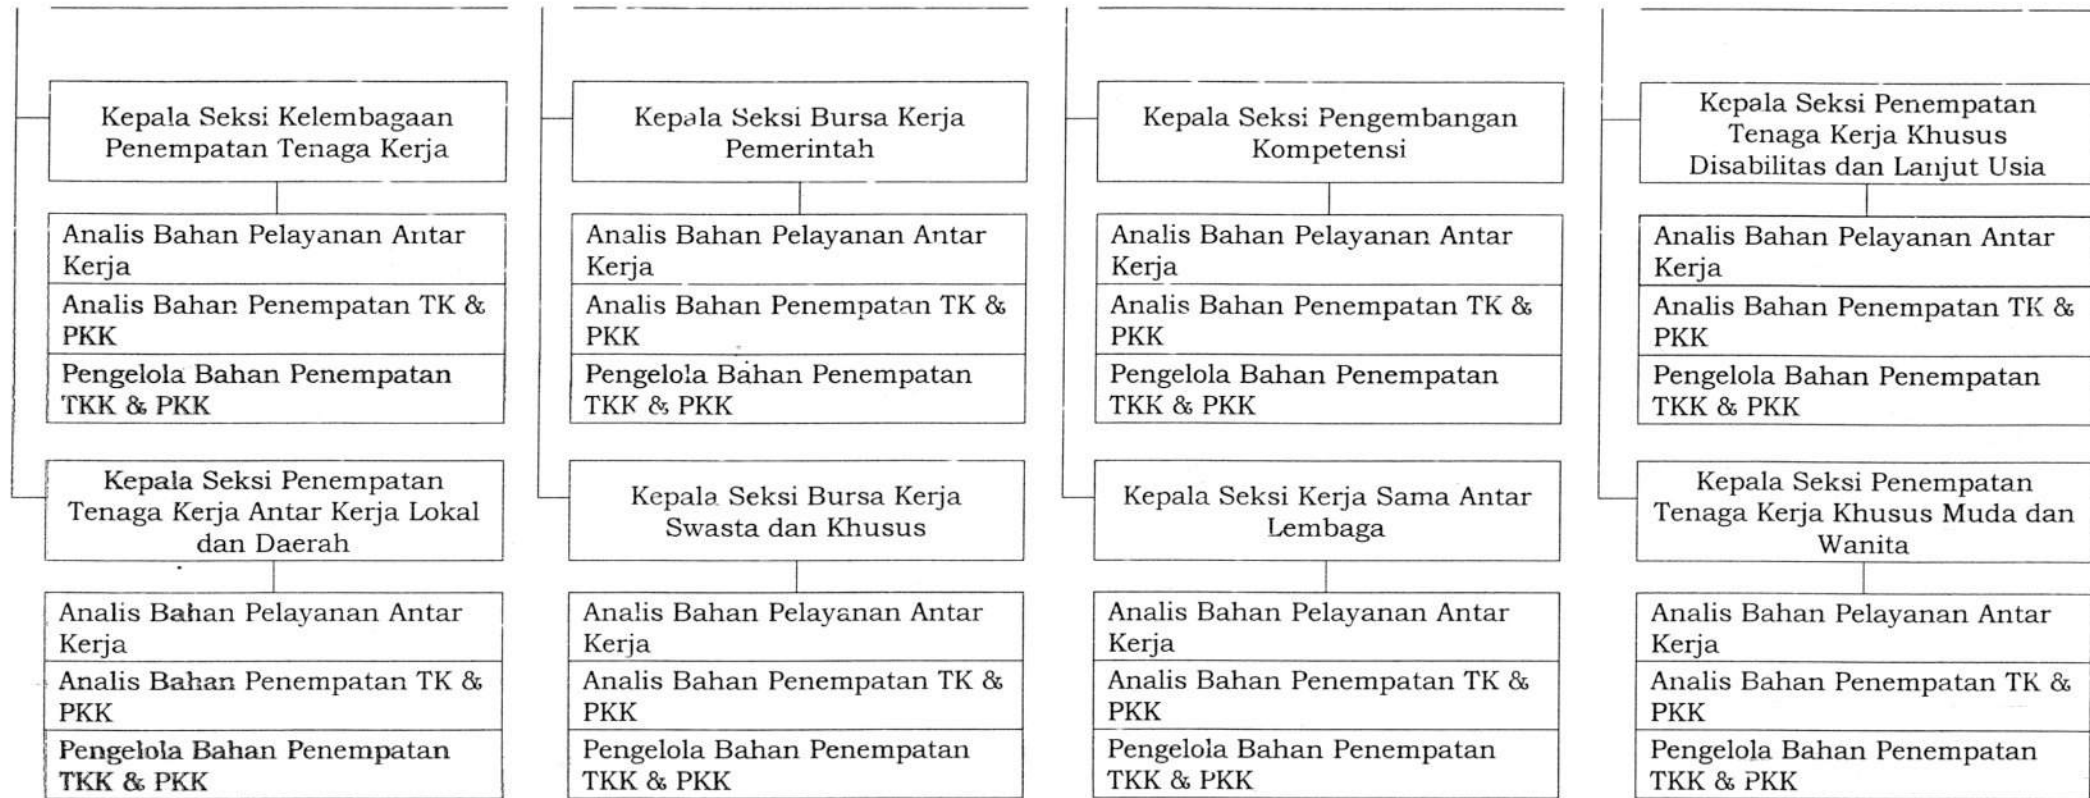 Kepala Seksi Kelembagaan
Penempatan Tenaga Kerja
Analis Bahan Pelayanan Antar
Kerja
Analis Bahan Penempatan TK &
PKK
Pengelola Bahan Penempatan
TKK & PKK
Kepala Seksi Penempatan
Tenaga Kerja Antar Kerja Lokal
dan Daerah
Analis Bahan Pelayanan Antar
Kerja
Analis Bahan Penempatan TK &
PKK
Pengelola Bahan Penempatan
TKK & PKK
Kepala Seksi Bursa Kerja
Pemerintah
Analis Bahan Pelayanan Antar
Kerja
Analis Bahan Penempatan TK &
PKK
Pengelola Bahan Penempatan
TKK & PKK
Kepala Seksi Bursa Kerja
Swasta dan Khusus
Analis Bahan Pelayanan Antar
Kerja
Analis Bahan Penempatan TK &
PKK
Pengelola Bahan Penempatan
TKK & PKK
Kepala Seksi Pengembangan
Kompetensi
Analis Bahan Pelayanan Antar
Kerja
Analis Bahan Penempatan TK &
PKK
Pengelola Bahan Penempatan
TKK & PKK
Kepala Seksi Kerja Sama Antar
Lembaga
Analis Bahan Pelayanan Antar
Kerja
Analis Bahan Penempatan TK &
PKK
Pengelola Bahan Penempatan
TKK & PKK
Kepala Seksi Penempatan
Tenaga Kerja Khusus
Disabilitas dan Lanjut Usia
Analis Bahan Pelayanan Antar
Kerja
Analis Bahan Penempatan TK &
PKK
Pengelola Bahan Penempatan
TKK & PKK
Kepala Seksi Penempatan
Tenaga Kerja Khusus Muda dan
Wanita
Analis Bahan Pelayanan Antar
Kerja
Analis Bahan Penempatan TK &
PKK
Pengelola Bahan Penempatan
TKK & PKK